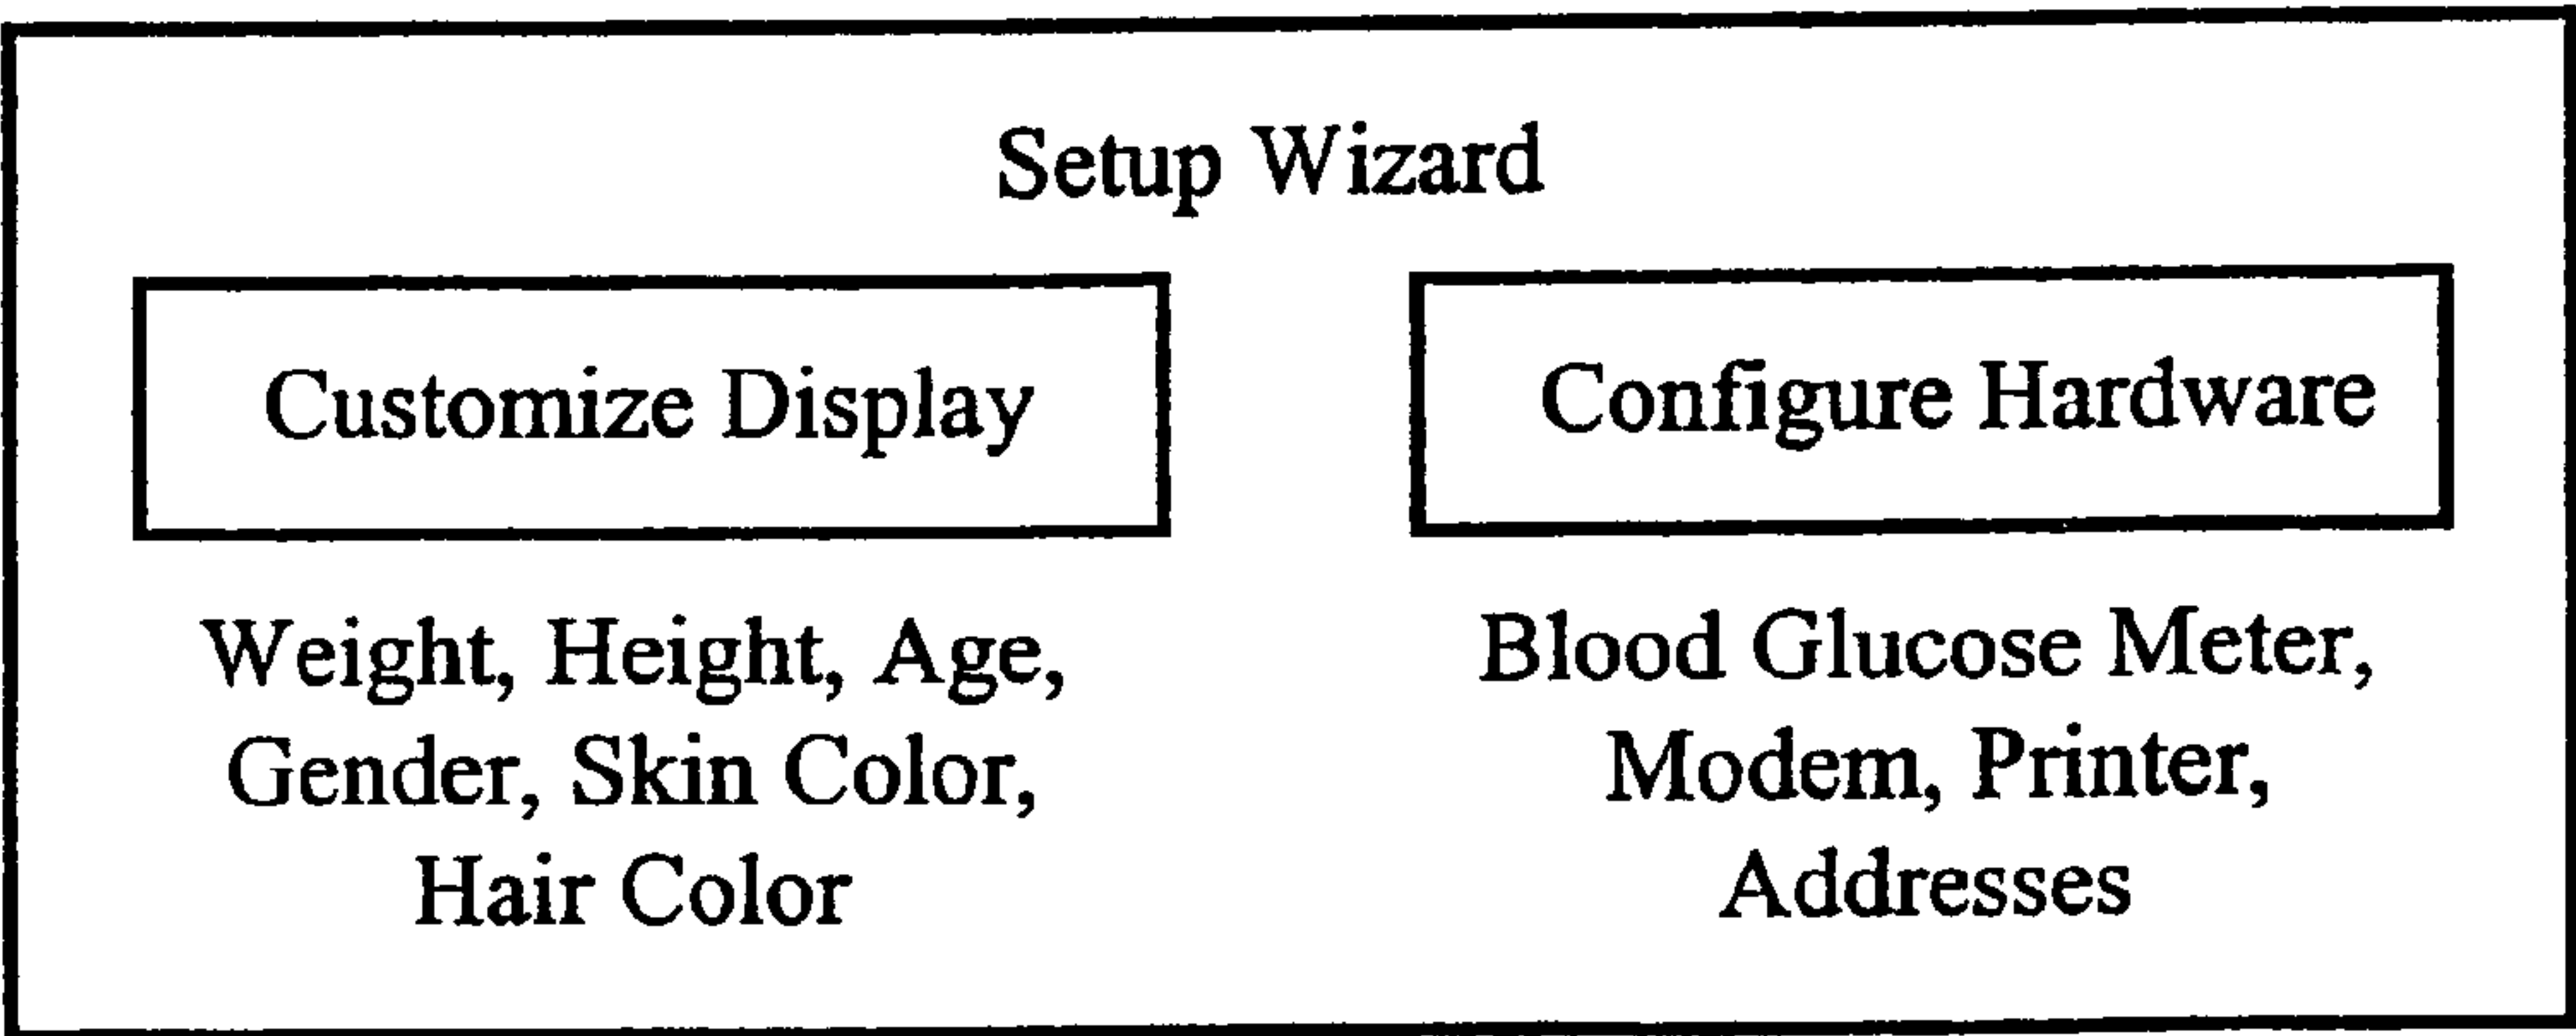 Setup Wizard
Customize Display
Configure Hardware
Weight, Height, Age,
Gender, Skin Color,
Hair Color
Blood Glucose Meter,
Modem, Printer,
Addresses